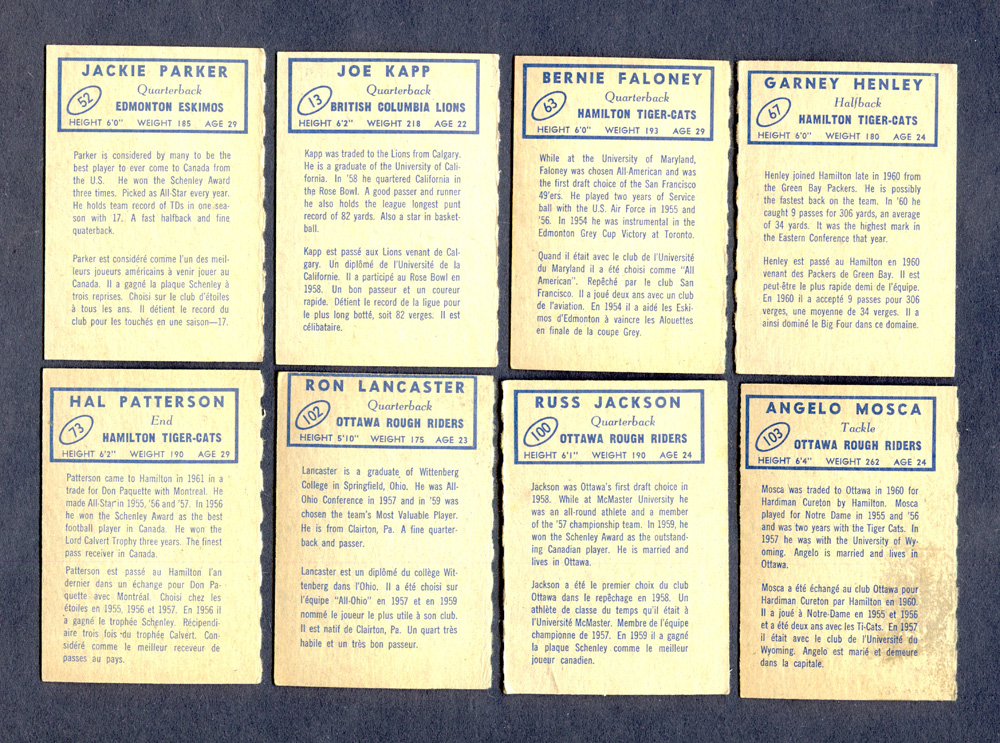 JACKIE PARKER
Quarterback
52
EDMONTON ESKIMOS
HEIGHT 6'0" WEIGHT 185 AGE 29
Parker is considered by many to be the
best player to ever come to Canada from
the U.S. He won the Schenley Award
three times. Picked as All-Star every year.
He holds team record of TDs in one sea-
son with 17. A fast halfback and fine
quaterback.
Parker est considéré comme l'un des meil-
leurs joueurs américains à venir jouer au
Canada. Il a gagné la plaque Schenley à
trois reprises. Choisi sur le club d'étoiles
à tous les ans. Il détient le record du
club pour les touchés en une saison—17.
JOE KAPP
Quarterback
13
BRITISH COLUMBIA LIONS
HEIGHT 6'2" WEIGHT 218 AGE 22
Kapp was traded to the Lions from Calgary.
He is a graduate of the University of Cali-
fornia. In '58 he quartered California in
the Rose Bowl. A good passer and runner
he also holds the league longest punt
record of 82 yards. Also a star in basket-
ball.
Kapp est passé aux Lions venant de Cal-
gary. Un diplômé de l'Université de la
Californie. Il a participé au Rose Bowl en
1958. Un bon passeur et un coureur
rapide. Détient le record de la ligue pour
le plus long botté, soit 82 verges. Il est
célibataire.
BERNIE FALONEY
Quarterback
63
HAMILTON TIGER-CATS
HEIGHT 6'0" WEIGHT 193 AGE 29
While at the University of Maryland,
Faloney was chosen All-American and was
the first draft choice of the San Francisco
49'ers. He played two years of Service
ball with the U.S. Air Force in 1955 and
'56. In 1954 he was instrumental in the
Edmonton Grey Cup Victory at Toronto.
Quand il était avec le club de l'Université
du Maryland il a été choisi comme "All
American". Repêché par le club San
Francisco. Il a joué deux ans avec un club
de l'aviation. En 1954 il a aidé les Eski-
mos d'Edmonton à vaincre les Alouettes
en finale de la coupe Grey.
GARNEY HENLEY
Halfback
67
HAMILTON TIGER-CATS
HEIGHT 6'0" WEIGHT 180 AGE 24
Henley joined Hamilton late in 1960 from
the Green Bay Packers. He is possibly
the fastest back on the team. In '60 he
caught 9 passes for 306 yards, an average
of 34 yards. It was the highest mark in
the Eastern Conference that year.
Henley est passé au Hamilton en 1960
venant des Packers de Green Bay. Il est
peut-être le plus rapide demi de l'équipe.
En 1960 il a accepté 9 passes pour 306
verges, une moyenne de 34 verges. Il a
ainsi dominé le Big Four dans ce domaine.
HAL PATTERSON
End
73
HAMILTON TIGER-CATS
HEIGHT 6'2" WEIGHT 190 AGE 29
Patterson came to Hamilton in 1961 in a
trade for Don Paquette with Montreal. He
made All-Star in 1955, '56 and '57. In 1956
he won the Schenley Award as the best
football player in Canada. He won the
Lord Calvert Trophy three years. The finest
pass receiver in Canada.
Patterson est passé au Hamilton l'an
dernier dans un échange pour Don Pa-
quette avec Montréal. Choisi chez les
étoiles en 1955, 1956 et 1957. En 1956 il
à gagné le trophée Schenley. Récipendi-
aire trois fois du trophée Calvert. Con-
sidéré comme le meilleur receveur de
passes au pays.
RON LANCASTER
Quarterback
102
OTTAWA ROUGH RIDERS
HEIGHT 5'10" WEIGHT 175 AGE 23
Lancaster is a graduate of Wittenberg
College in Springfield, Ohio. He was All-
Ohio Conference in 1957 and in '59 was
chosen the team's Most Valuable Player.
He is from Clairton, Pa. A fine quarter-
back and passer.
Lancaster est un diplômé du collège Wit-
tenberg dans l'Ohio. Il a été choisi sur
l'équipe "All-Ohio" en 1957 et en 1959
nommé le joueur le plus utile à son club.
Il est natif de Clairton, Pa. Un quart très
habile et un très bon passeur.
RUSS JACKSON
Quarterback
100
OTTAWA ROUGH RIDERS
HEIGHT 6'1" WEIGHT 190 AGE 24
Jackson was Ottawa's first draft choice in
1958. While at McMaster University he
was an all-round athlete and a member
of the '57 championship team. In 1959, he
won the Schenley Award as the outstand-
ing Canadian player. He is married and
lives in Ottawa.
Jackson a été le premier choix du club
Ottawa dans le repêchage en 1958. Un
athlète de classe du temps qu'il était à
l'Université McMaster. Membre de l'équipe
championne de 1957. En 1959 il a gagné
la plaque Schenley comme le meilleur
joueur canadien.
ANGELO MOSCA
Tackle
103
OTTAWA ROUGH RIDERS
HEIGHT 6'4" WEIGHT 262 AGE 24
Mosca was traded to Ottawa in 1960 for
Hardiman Cureton by Hamilton. Mosca
played for Notre Dame in 1955 and '56
and was two years with the Tiger Cats. In
1957 he was with the University of Wy-
oming. Angelo is married and lives in
Ottawa.
Mosca a été échangé au club Ottawa pour
Hardiman Cureton par Hamilton en 1960.
Il a joué à Notre-Dame en 1955 et 1956
et a été deux ans avec les Ti-Cats. En 1957
il était avec le club de l'Université du
Wyoming. Angelo est marié et demeure
dans la capitale.